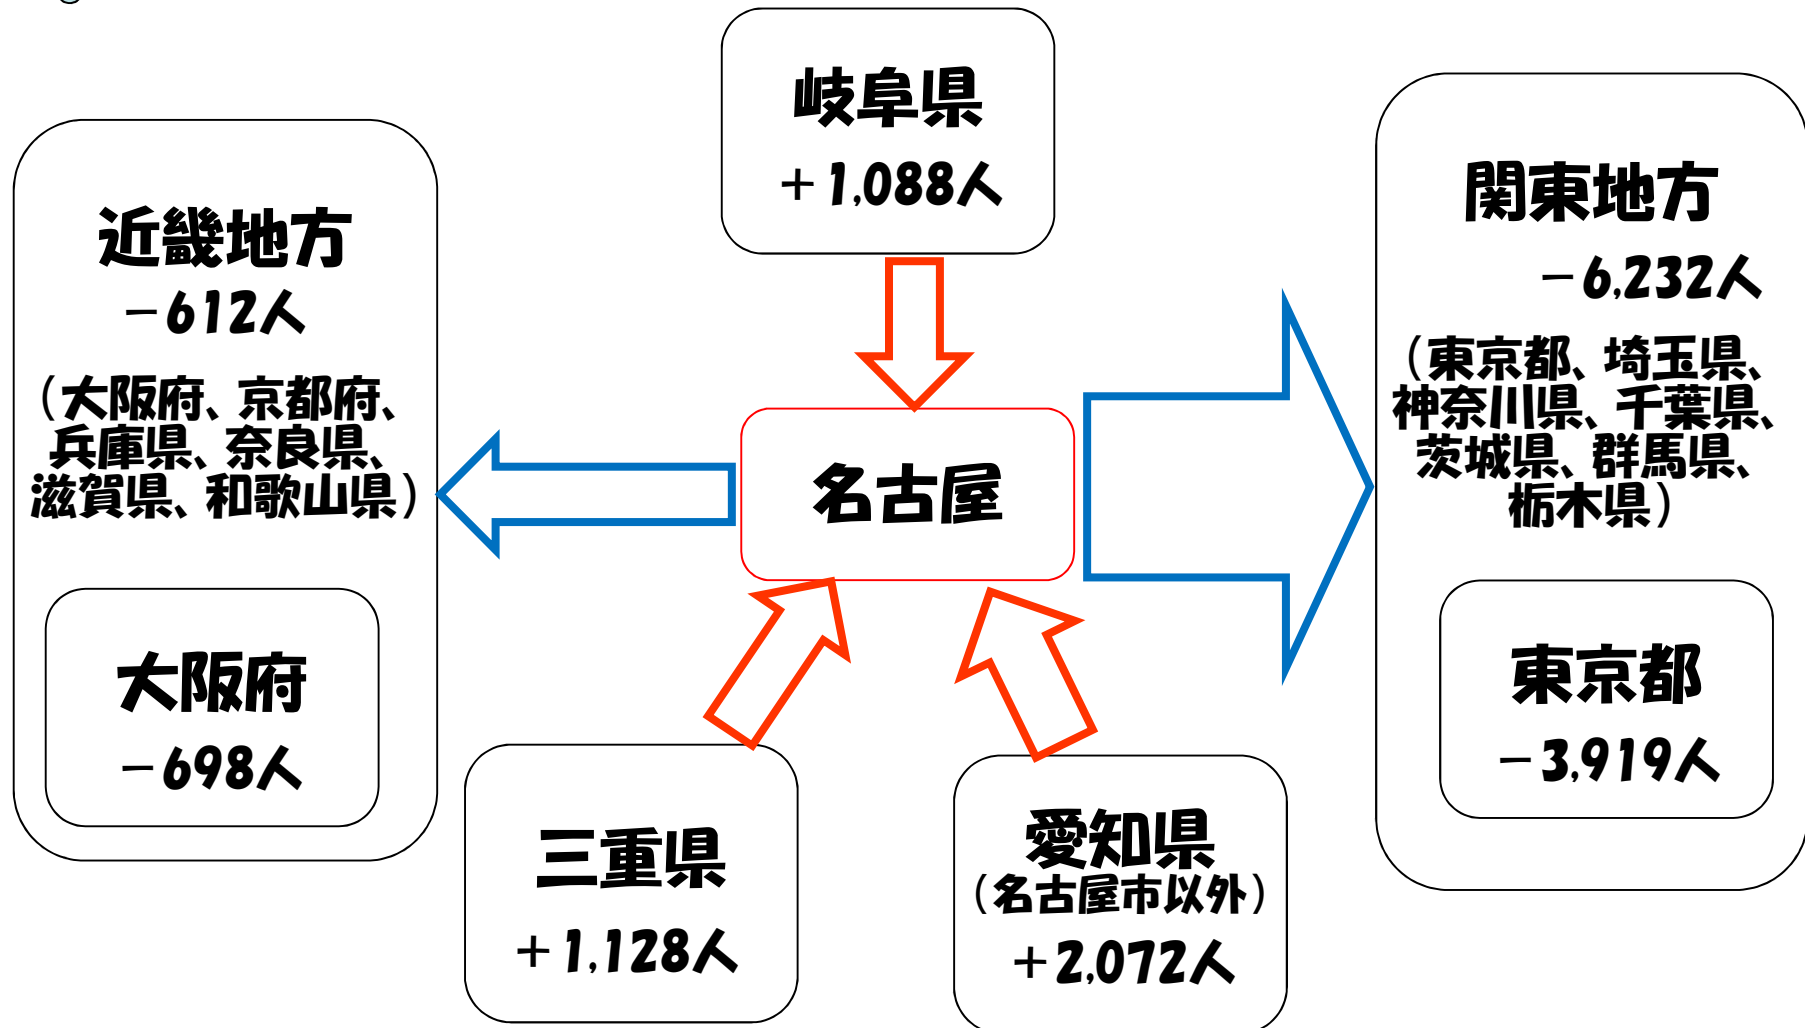 岐阜県
+1,088人
近畿地方
-612人
(大阪府、京都府、
兵庫県、奈良県、
滋賀県、和歌山県)
大阪府
-698人
名古屋
関東地方
-6,232人
(東京都、埼玉県、
神奈川県、千葉県、
茨城県、群馬県、
栃木県)
東京都
-3,919人
三重県
+1,128人
愛知県
(名古屋市以外)
+2,072人